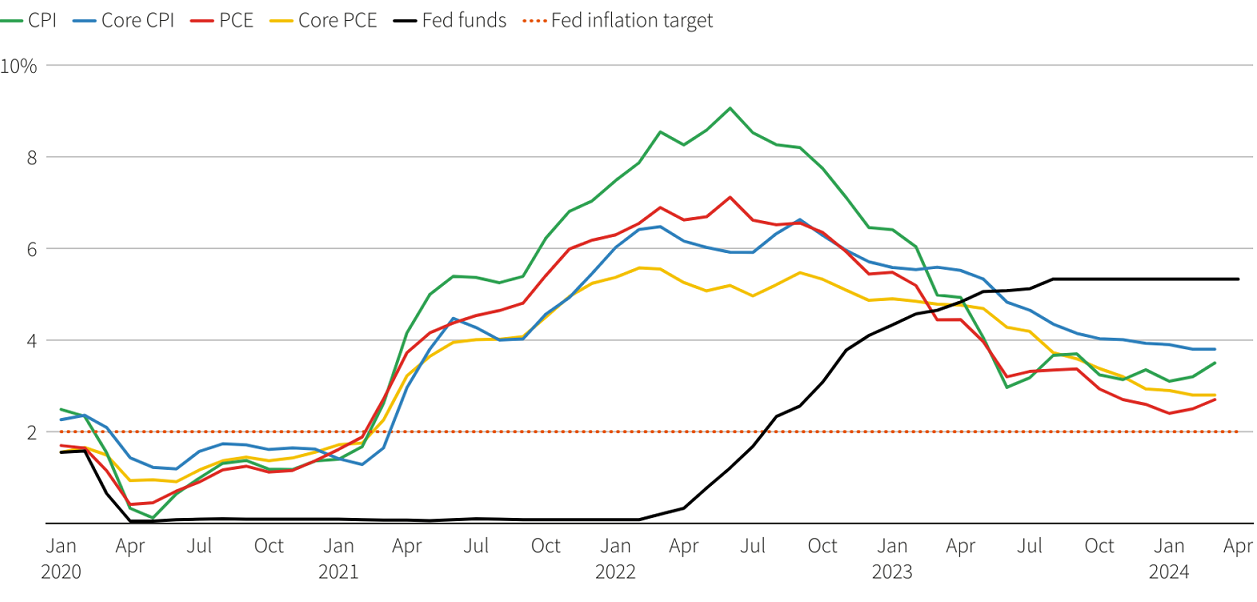 CPI Core CPI PCE Core PCE Fed funds Fed inflation target
10%
8
6
4
2
Jan Apr Jul Oct Jan Apr Jul Oct Jan Apr Jul Oct Jan Apr Jul Oct Jan Apr
2020 2021 2022 2023 2024